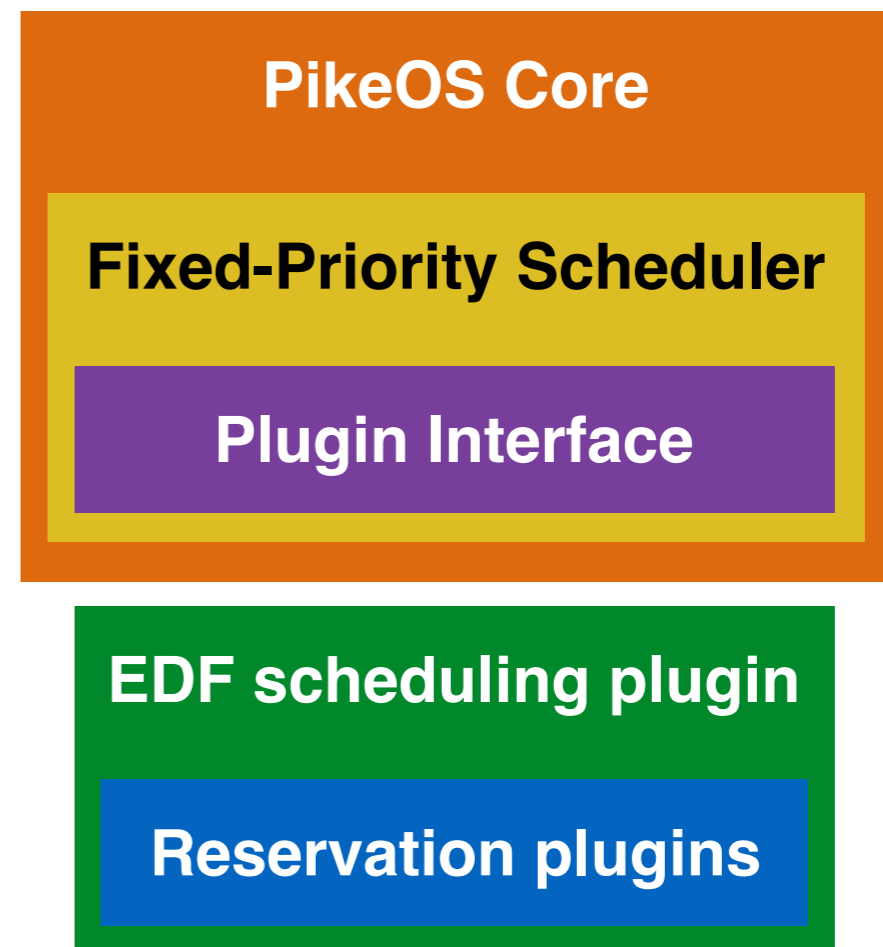 PikeOS Core
Fixed-Priority Scheduler
Plugin Interface
EDF scheduling plugin
Reservation plugins